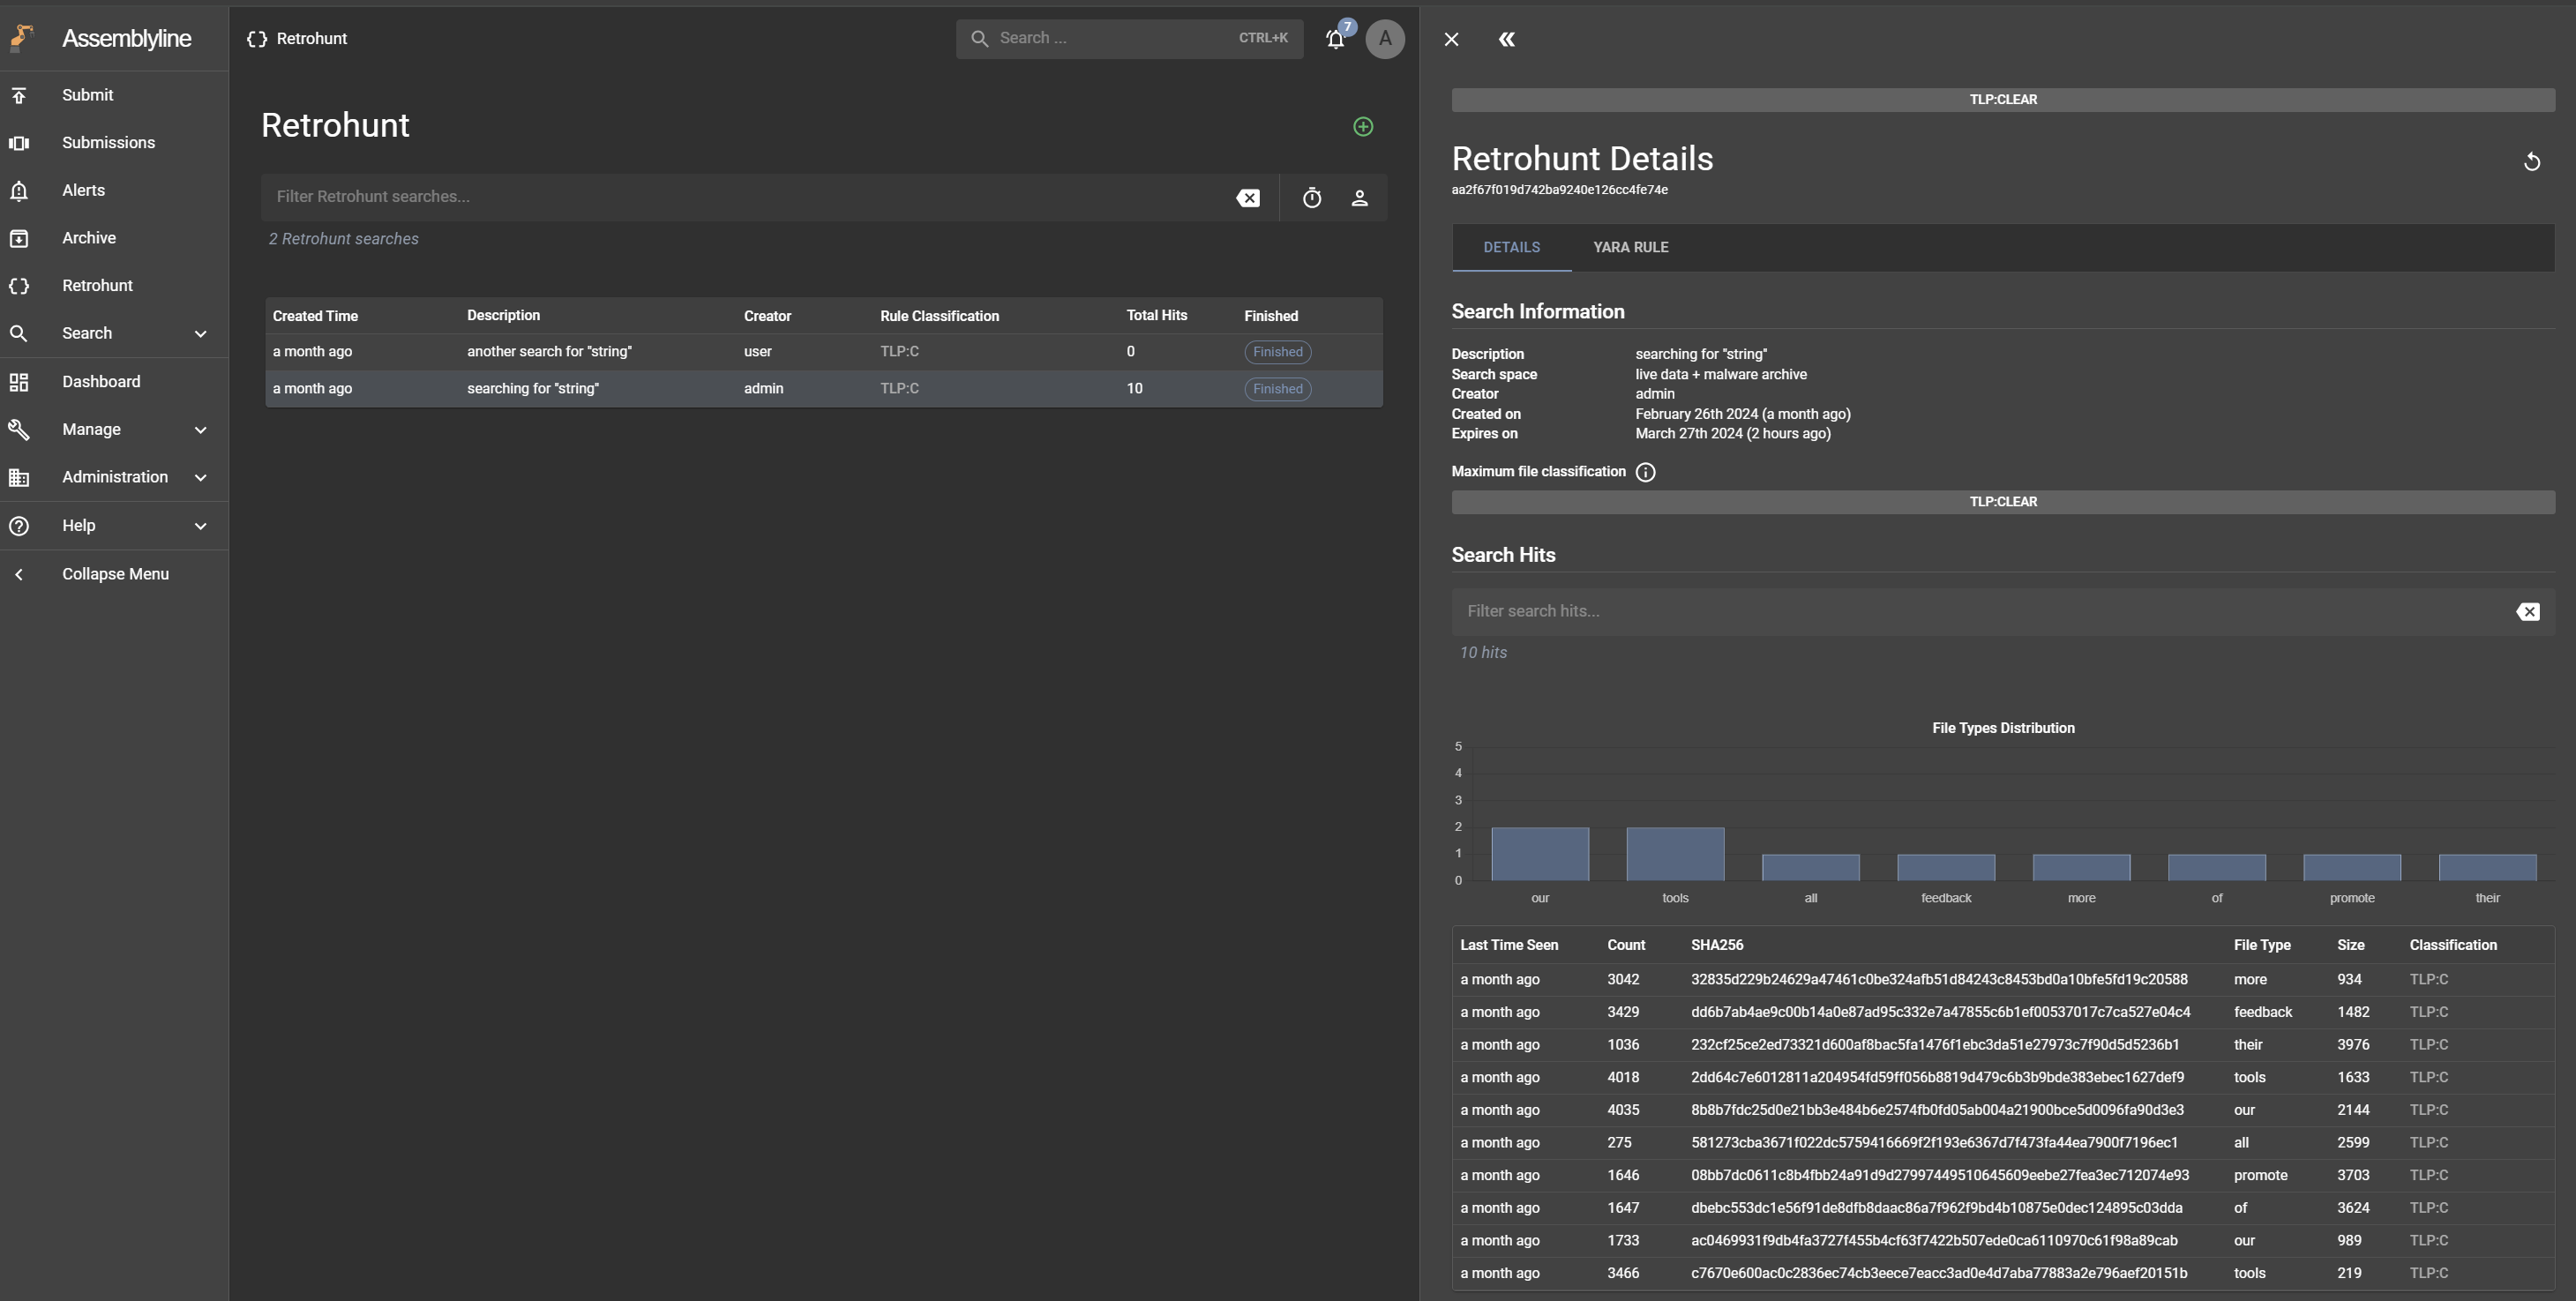 Assemblyline
Submit
Submissions
Alerts
Archive
Retrohunt
Search
Dashboard
Manage
Administration
Help
Collapse Menu
Retrohunt
Search ... CTRL+K
7
A
Retrohunt
Filter Retrohunt searches...
2 Retrohunt searches
Created Time Description Creator Rule Classification Total Hits Finished
a month ago another search for "string" user TLP:C 0 Finished
a month ago searching for "string" admin TLP:C 10 Finished
TLP:CLEAR
Retrohunt Details
aa2f67f019d742ba9240e126cc4fe74e
DETAILS YARA RULE
Search Information
Description searching for "string"
Search space live data + malware archive
Creator admin
Created on February 26th 2024 (a month ago)
Expires on March 27th 2024 (2 hours ago)
Maximum file classification
TLP:CLEAR
Search Hits
Filter search hits...
10 hits
File Types Distribution
5
4
3
2
1
0
our tools all feedback more of promote their
Last Time Seen Count SHA256 File Type Size Classification
a month ago 3042 32835d229b24629a47461c0be324afb51d84243c8453bd0a10bfe5fd19c20588 more 934 TLP:C
a month ago 3429 dd6b7ab4ae9c00b14a0e87ad95c332e7a47855c6b1ef00537017c7ca527e04c4 feedback 1482 TLP:C
a month ago 1036 232cf25ce2ed73321d600af8bac5fa1476f1ebc3da51e27973c7f90d5d5236b1 their 3976 TLP:C
a month ago 4018 2dd64c7e6012811a204954fd59ff056b8819d479c6b3b9bde383ebec1627def9 tools 1633 TLP:C
a month ago 4035 8b8b7fdc25d0e21bb3e484b6e2574fb0fd05ab004a21900bce5d0096fa90d3e3 our 2144 TLP:C
a month ago 275 581273cba3671f022dc5759416669f2f193e6367d7f473fa44ea7900f7196ec1 all 2599 TLP:C
a month ago 1646 08bb7dc0611c8b4fbb24a91d9d27997449510645609eebe27fea3ec712074e93 promote 3703 TLP:C
a month ago 1647 dbebc553dc1e56f91de8dfb8daac86a7f962f9bd4b10875e0dec124895c03dda of 3624 TLP:C
a month ago 1733 ac0469931f9db4fa3727f455b4cf63f7422b507ede0ca6110970c61f98a89cab our 989 TLP:C
a month ago 3466 c7670e600ac0c2836ec74cb3eece7eacc3ad0e4d7aba77883a2e796aef20151b tools 219 TLP:C